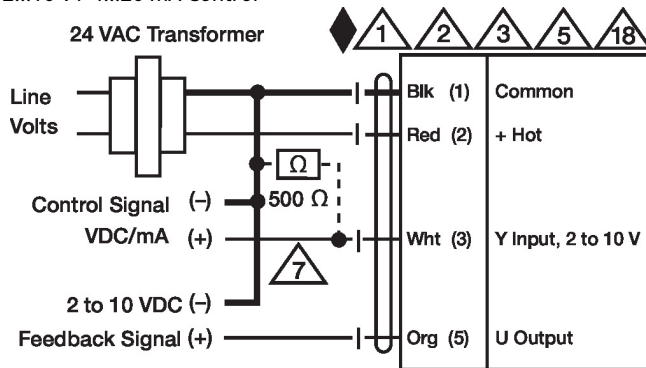 24 VAC Transformer
1 2 3 5 18
Line
Volts
Blk (1) Common
Red (2) + Hot
Ω
500 Ω
Control Signal (-)
VDC/mA (+)
Wht (3) Y Input, 2 to 10 V
7
2 to 10 VDC (-)
Feedback Signal (+)
Org (5) U Output